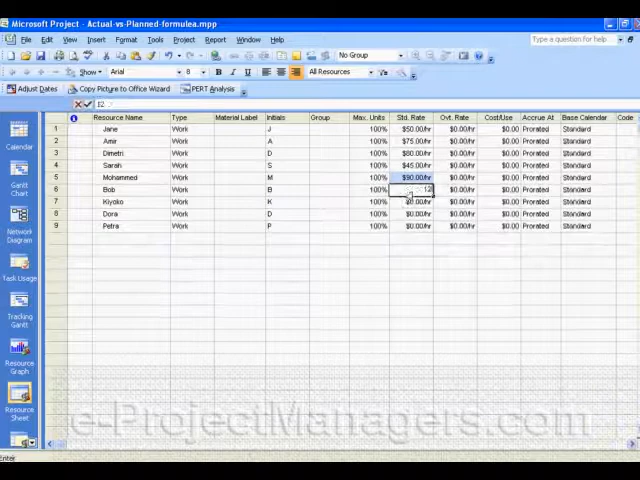 Microsoft Project - Actual-vs-Planned-formulea.mpp
File Edit View Insert Format Tools Project Report Window Help Type a question for help
No Group
Show Arial 8 B I U All Resources
Adjust Dates Copy Picture to Office Wizard PERT Analysis
12
Resource Name Type Material Label Initials Group Max. Units Std. Rate Ovt. Rate Cost/Use Accrue At Base Calendar Code
1 Jane Work J 100% $50.00/hr $0.00/hr $0.00 Prorated Standard
2 Amir Work A 100% $75.00/hr $0.00/hr $0.00 Prorated Standard
3 Dimetri Work D 100% $80.00/hr $0.00/hr $0.00 Prorated Standard
4 Sarah Work S 100% $45.00/hr $0.00/hr $0.00 Prorated Standard
5 Mohammed Work M 100% $90.00/hr $0.00/hr $0.00 Prorated Standard
6 Bob Work B 100% 12 $0.00/hr $0.00 Prorated Standard
7 Kiyoko Work K 100% $0.00/hr $0.00/hr $0.00 Prorated Standard
8 Dora Work D 100% $0.00/hr $0.00/hr $0.00 Prorated Standard
9 Petra Work P 100% $0.00/hr $0.00/hr $0.00 Prorated Standard
Calendar
Gantt Chart
Network Diagram
Task Usage
Tracking Gantt
Resource Graph
Resource Sheet
e-ProjectManagers.com
Enter